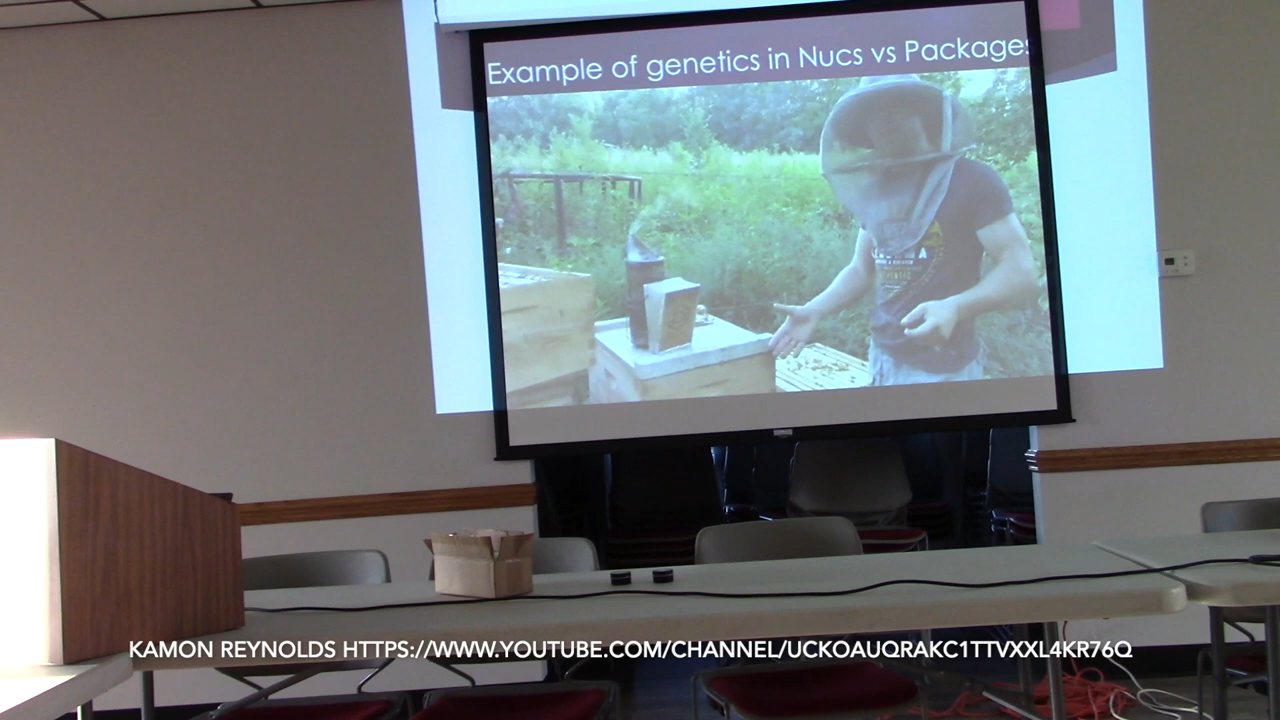 Example of genetics in Nucs vs Packages
KAMON REYNOLDS HTTPS://WWW.YOUTUBE.COM/CHANNEL/UCKOAUQRAKC1TTVXXL4KR76Q